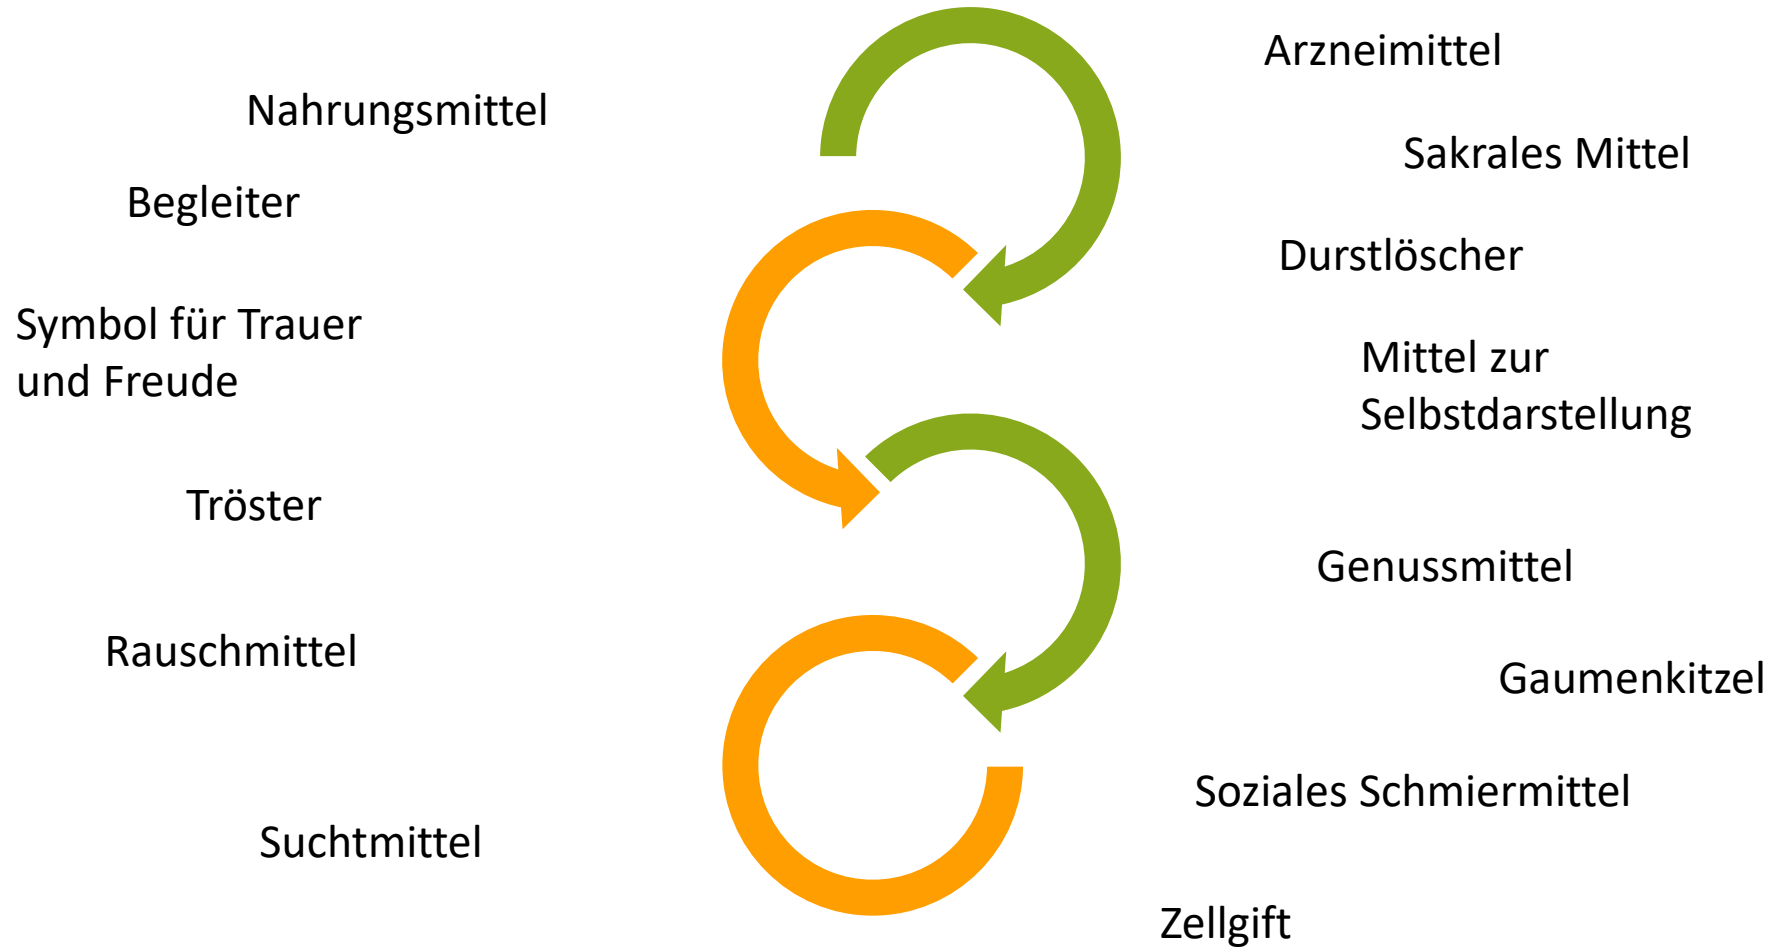 Arzneimittel
Nahrungsmittel
Sakrales Mittel
Begleiter
Durstlöscher
Symbol für Trauer
und Freude
Mittel zur
Selbstdarstellung
Tröster
Genussmittel
Rauschmittel
Gaumenkitzel
Soziales Schmiermittel
Suchtmittel
Zellgift